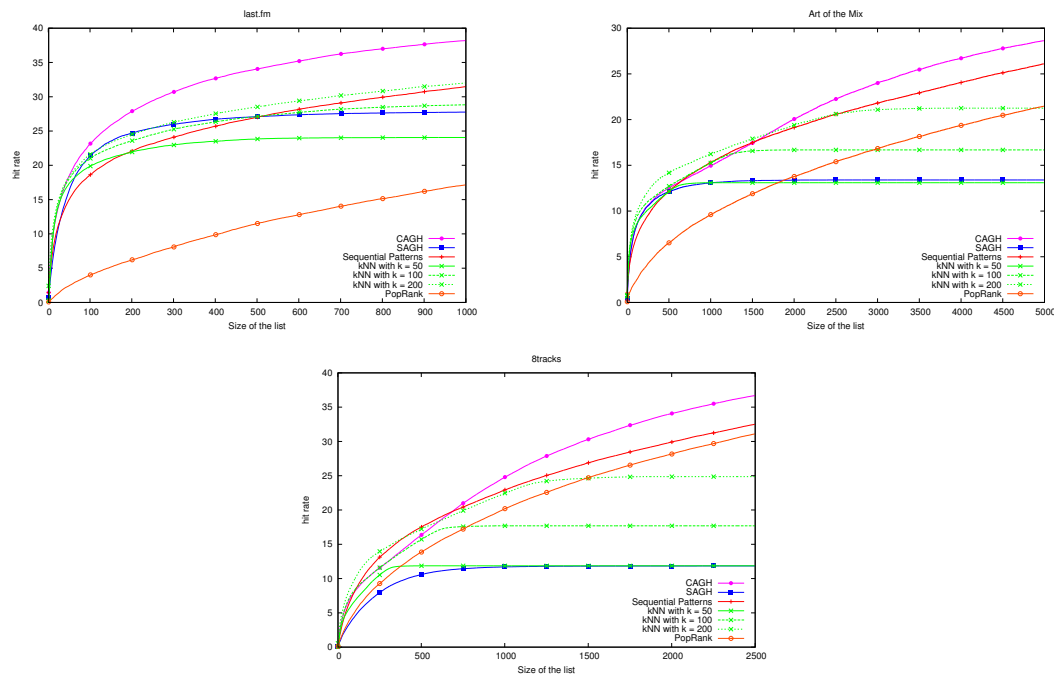 last.fm
40
35
30
25
20
15
10
5
0
hit rate
0 100 200 300 400 500 600 700 800 900 1000
Size of the list
CAGH
SAGH
Sequential Patterns
kNN with k = 50
kNN with k = 100
kNN with k = 200
PopRank
Art of the Mix
30
25
20
15
10
5
0
hit rate
0 500 1000 1500 2000 2500 3000 3500 4000 4500 5000
Size of the list
CAGH
SAGH
Sequential Patterns
kNN with k = 50
kNN with k = 100
kNN with k = 200
PopRank
8tracks
40
35
30
25
20
15
10
5
0
hit rate
0 500 1000 1500 2000 2500
Size of the list
CAGH
SAGH
Sequential Patterns
kNN with k = 50
kNN with k = 100
kNN with k = 200
PopRank